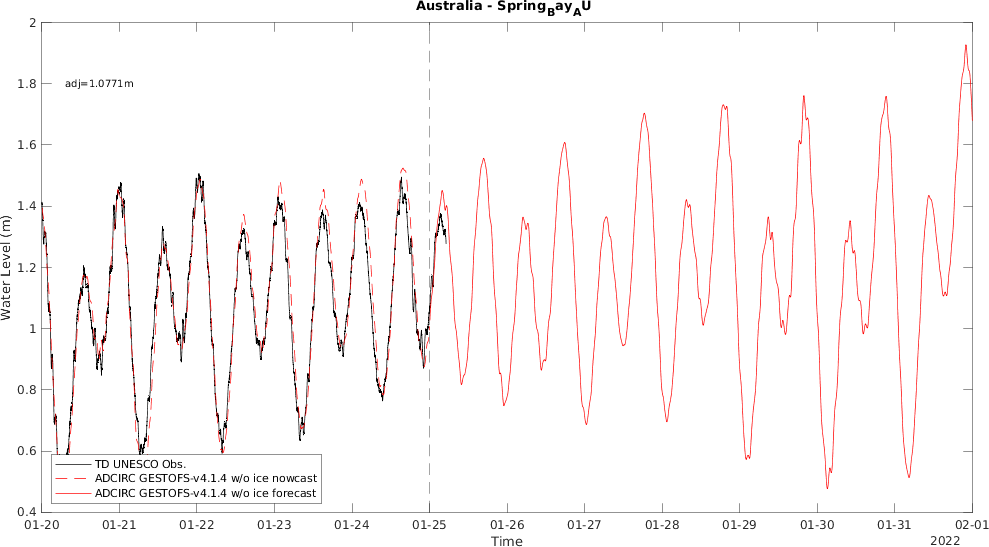 Australia - SpringBayAU
adj=1.0771m
Water Level (m)
2
1.8
1.6
1.4
1.2
1
0.8
0.6
0.4
TD UNESCO Obs.
ADCIRC GESTOFS-v4.1.4 w/o ice nowcast
ADCIRC GESTOFS-v4.1.4 w/o ice forecast
01-20 01-21 01-22 01-23 01-24 01-25 01-26 01-27 01-28 01-29 01-30 01-31 02-01
Time
2022